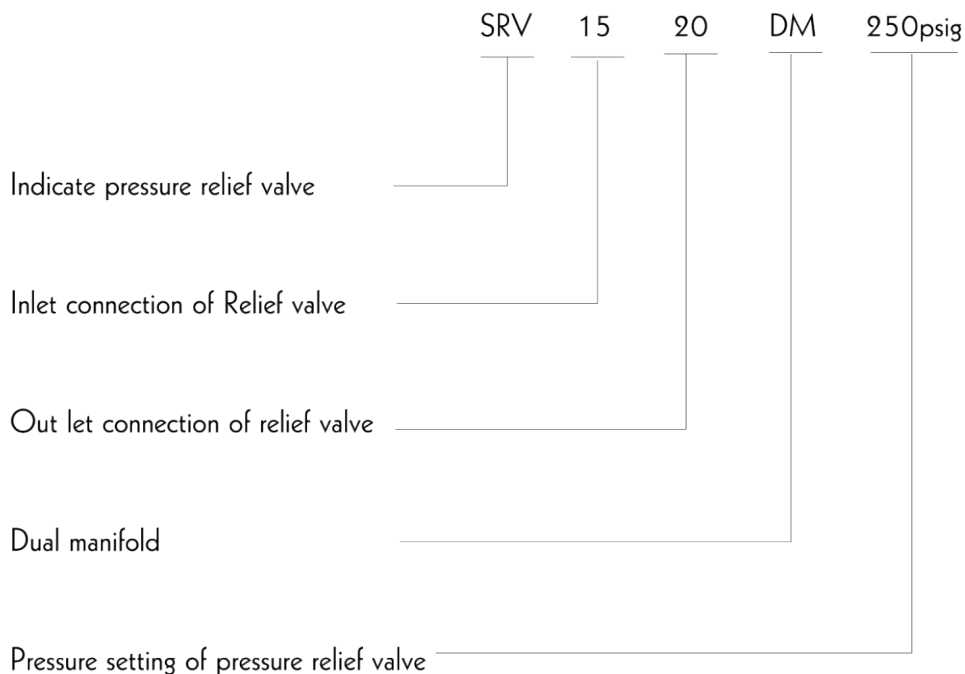 SRV 15 20 DM 250psig
Indicate pressure relief valve
Inlet connection of Relief valve
Out let connection of relief valve
Dual manifold
Pressure setting of pressure relief valve